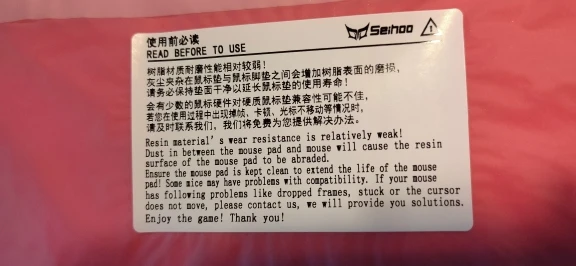 使用前必读
READ BEFORE TO USE
Seihoo
树脂材质耐磨性能相对较弱！
灰尘夹杂在鼠标垫与鼠标脚垫之间会增加树脂表面的磨损，
请务必保持垫面干净以延长鼠标垫的使用寿命！
会有少数的鼠标硬件对硬质鼠标垫兼容性可能不佳，
若您在使用过程中出现掉帧、卡顿、光标不移动等情况时，
请及时联系我们，我们将免费为您提供解决办法。
Resin material's wear resistance is relatively weak!
Dust in between the mouse pad and mouse will cause the resin
surface of the mouse pad to be abraded.
Ensure the mouse pad is kept clean to extend the life of the mouse
pad! Some mice may have problems with compatibility. If your mouse
has following problems like dropped frames, stuck or the cursor
does not move, please contact us, we will provide you solutions.
Enjoy the game! Thank you!